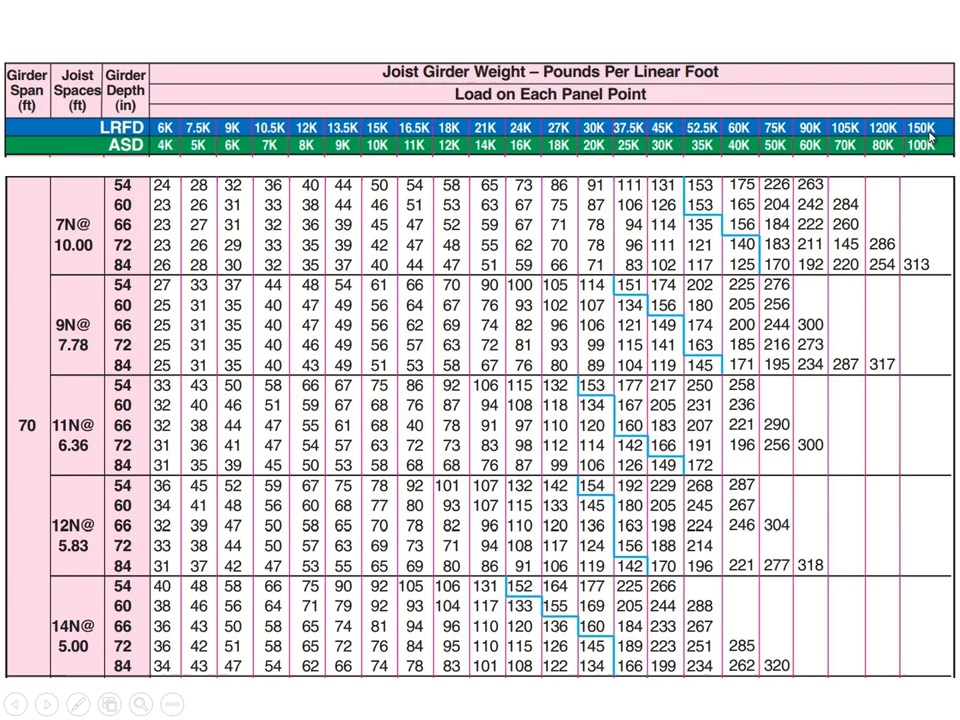 Joist Girder Weight – Pounds Per Linear Foot
Girder Span (ft) Joist Spaces (ft) Girder Depth (in) Load on Each Panel Point
LRFD 6K 7.5K 9K 10.5K 12K 13.5K 15K 16.5K 18K 21K 24K 27K 30K 37.5K 45K 52.5K 60K 75K 90K 105K 120K 150K
ASD 4K 5K 6K 7K 8K 9K 10K 11K 12K 14K 16K 18K 20K 25K 30K 35K 40K 50K 60K 70K 80K 100K
54 24 28 32 36 40 44 50 54 58 65 73 86 91 111 131 153 175 226 263
60 23 26 31 33 38 44 46 51 53 63 67 75 87 106 126 153 165 204 242 284
7N@ 66 23 27 31 32 36 39 45 47 52 59 67 71 78 94 114 135 156 184 222 260
10.00 72 23 26 29 33 35 39 42 47 48 55 62 70 78 96 111 121 140 183 211 145 286
84 26 28 30 32 35 37 40 44 47 51 59 66 71 83 102 117 125 170 192 220 254 313
54 27 33 37 44 48 54 61 66 70 90 100 105 114 151 174 202 225 276
60 25 31 35 40 47 49 56 64 67 76 93 102 107 134 156 180 205 256
9N@ 66 25 31 35 40 47 49 56 62 69 74 82 96 106 121 149 174 200 244 300
7.78 72 25 31 35 40 46 49 56 57 63 72 81 93 99 115 141 163 185 216 273
84 25 31 35 40 43 49 51 53 58 67 76 80 89 104 119 145 171 195 234 287 317
54 33 43 50 58 66 67 75 86 92 106 115 132 153 177 217 250 258
60 32 40 46 51 59 67 68 76 87 94 108 118 134 167 205 231 236
70 11N@ 66 32 38 44 47 55 61 68 40 78 91 97 110 120 160 183 207 221 290
6.36 72 31 36 41 47 54 57 63 72 73 83 98 112 114 142 166 191 196 256 300
84 31 35 39 45 50 53 58 68 68 76 87 99 106 126 149 172
54 36 45 52 59 67 75 78 92 101 107 132 142 154 192 229 268 287
60 34 41 48 56 60 68 77 80 93 107 115 133 145 180 205 245 267
12N@ 66 32 39 47 50 58 65 70 78 82 96 110 120 136 163 198 224 246 304
5.83 72 33 38 44 50 57 63 69 73 71 94 108 117 124 156 188 214
84 31 37 42 47 53 55 65 69 80 86 91 106 119 142 170 196 221 277 318
54 40 48 58 66 75 90 92 105 106 131 152 164 177 225 266
60 38 46 56 64 71 79 92 93 104 117 133 155 169 205 244 288
14N@ 66 36 43 50 58 65 74 81 94 96 110 120 136 160 184 233 267
5.00 72 36 42 51 58 65 72 76 84 95 110 115 126 145 189 223 251 285
84 34 43 47 54 62 66 74 78 83 101 108 122 134 166 199 234 262 320